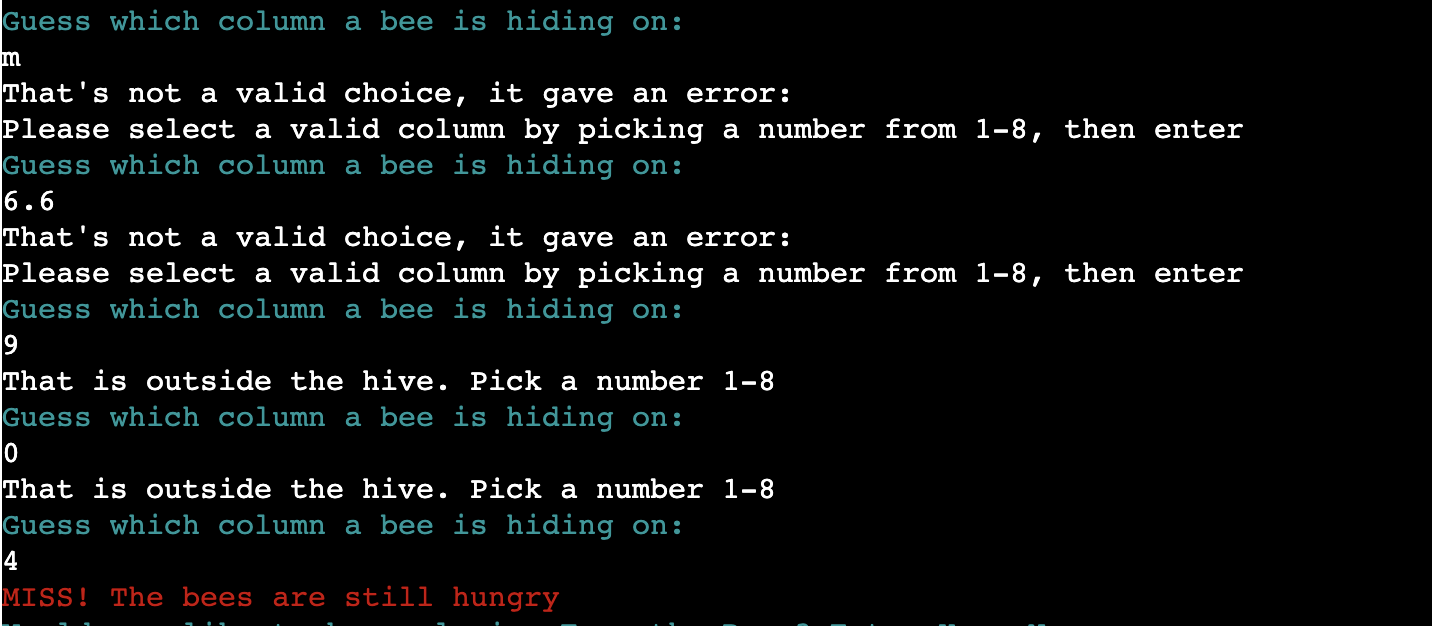 Guess which column a bee is hiding on:
m
That's not a valid choice, it gave an error:
Please select a valid column by picking a number from 1-8, then enter
Guess which column a bee is hiding on:
6.6
That's not a valid choice, it gave an error:
Please select a valid column by picking a number from 1-8, then enter
Guess which column a bee is hiding on:
9
That is outside the hive. Pick a number 1-8
Guess which column a bee is hiding on:
0
That is outside the hive. Pick a number 1-8
Guess which column a bee is hiding on:
4
MISS! The bees are still hungry